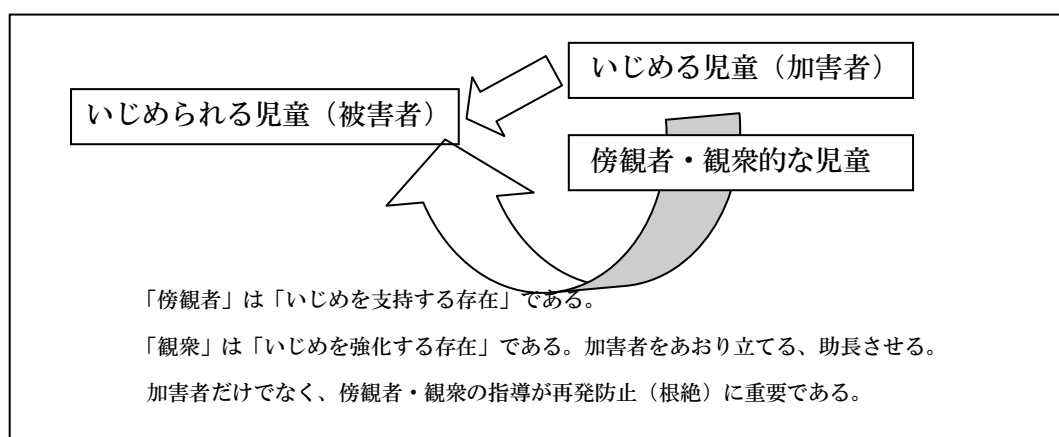 いじめる児童（加害者）
いじめられる児童（被害者）
傍観者・観衆的な児童
「傍観者」は「いじめを支持する存在」である。
「観衆」は「いじめを強化する存在」である。加害者をあおり立てる、助長させる。
加害者だけでなく、傍観者・観衆の指導が再発防止（根絶）に重要である。